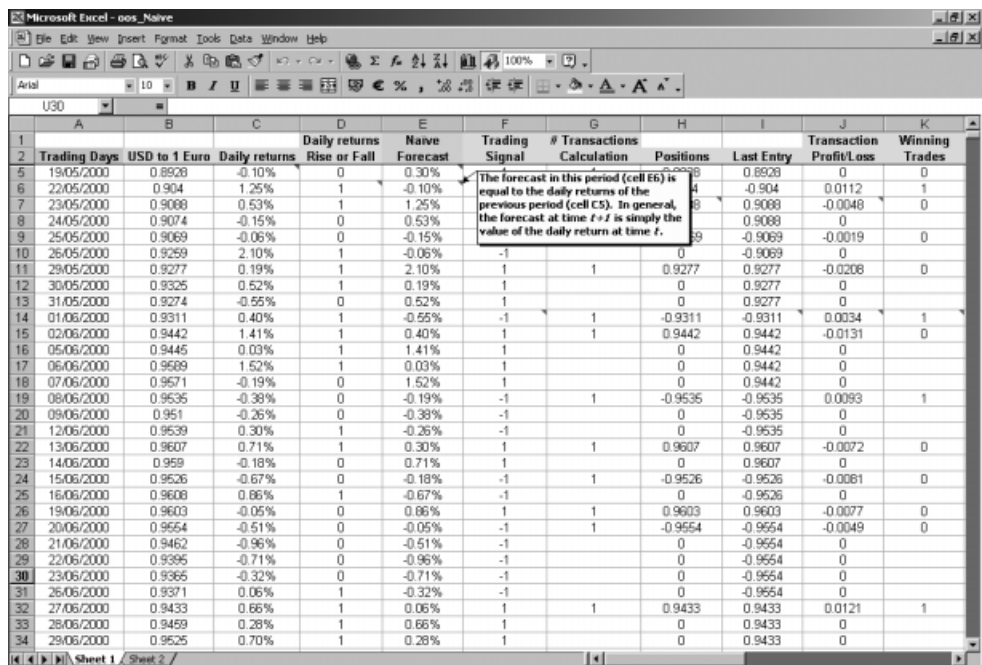 Microsoft Excel - oos_Naive
File Edit View Insert Format Tools Data Window Help
100%
Arial 10 B I U € % ,
U30 =
A B C D E F G H I J K
1 Daily returns Naive Trading # Transactions Transaction Winning
2 Trading Days USD to 1 Euro Daily returns Rise or Fall Forecast Signal Calculation Positions Last Entry Profit/Loss Trades
5 19/05/2000 0.8928 -0.10% 0 0.30% 0.8928 0
6 22/05/2000 0.904 1.25% 1 -0.10% -0.904 0.0112 1
7 23/05/2000 0.9088 0.53% 1 1.25% 0.9088 -0.0048 0
8 24/05/2000 0.9074 -0.15% 0 0.53% 0.9088 0
9 25/05/2000 0.9069 -0.06% 0 -0.15% -0.9069 -0.0019 0
The forecast in this period (cell E6) is
equal to the daily returns of the
previous period (cell C5). In general,
the forecast at time t+1 is simply the
value of the daily return at time t.
10 26/05/2000 0.9259 2.10% 1 -0.06% -1 0 -0.9069 0
11 29/05/2000 0.9277 0.19% 1 2.10% 1 1 0.9277 0.9277 -0.0208 0
12 30/05/2000 0.9325 0.52% 1 0.19% 1 0 0.9277 0
13 31/05/2000 0.9274 -0.55% 0 0.52% 1 0 0.9277 0
14 01/06/2000 0.9311 0.40% 1 -0.55% -1 1 -0.9311 -0.9311 0.0034 1
15 02/06/2000 0.9442 1.41% 1 0.40% 1 1 0.9442 0.9442 -0.0131 0
16 05/06/2000 0.9445 0.03% 1 1.41% 1 0 0.9442 0
17 06/06/2000 0.9589 1.52% 1 0.03% 1 0 0.9442 0
18 07/06/2000 0.9571 -0.19% 0 1.52% 1 0 0.9442 0
19 08/06/2000 0.9535 -0.38% 0 -0.19% -1 1 -0.9535 -0.9535 0.0093 1
20 09/06/2000 0.951 -0.26% 0 -0.38% -1 0 -0.9535 0
21 12/06/2000 0.9539 0.30% 1 -0.26% -1 0 -0.9535 0
22 13/06/2000 0.9607 0.71% 1 0.30% 1 1 0.9607 0.9607 -0.0072 0
23 14/06/2000 0.959 -0.18% 0 0.71% 1 0 0.9607 0
24 15/06/2000 0.9526 -0.67% 0 -0.18% -1 1 -0.9526 -0.9526 -0.0081 0
25 16/06/2000 0.9608 0.86% 1 -0.67% -1 0 -0.9526 0
26 19/06/2000 0.9603 -0.05% 0 0.86% 1 1 0.9603 0.9603 -0.0077 0
27 20/06/2000 0.9554 -0.51% 0 -0.05% -1 1 -0.9554 -0.9554 -0.0049 0
28 21/06/2000 0.9462 -0.96% 0 -0.51% -1 0 -0.9554 0
29 22/06/2000 0.9395 -0.71% 0 -0.96% -1 0 -0.9554 0
30 23/06/2000 0.9365 -0.32% 0 -0.71% -1 0 -0.9554 0
31 26/06/2000 0.9371 0.06% 1 -0.32% -1 0 -0.9554 0
32 27/06/2000 0.9433 0.66% 1 0.06% 1 1 0.9433 0.9433 0.0121 1
33 28/06/2000 0.9459 0.28% 1 0.66% 1 0 0.9433 0
34 29/06/2000 0.9525 0.70% 1 0.28% 1 0 0.9433 0
Sheet 1 Sheet 2